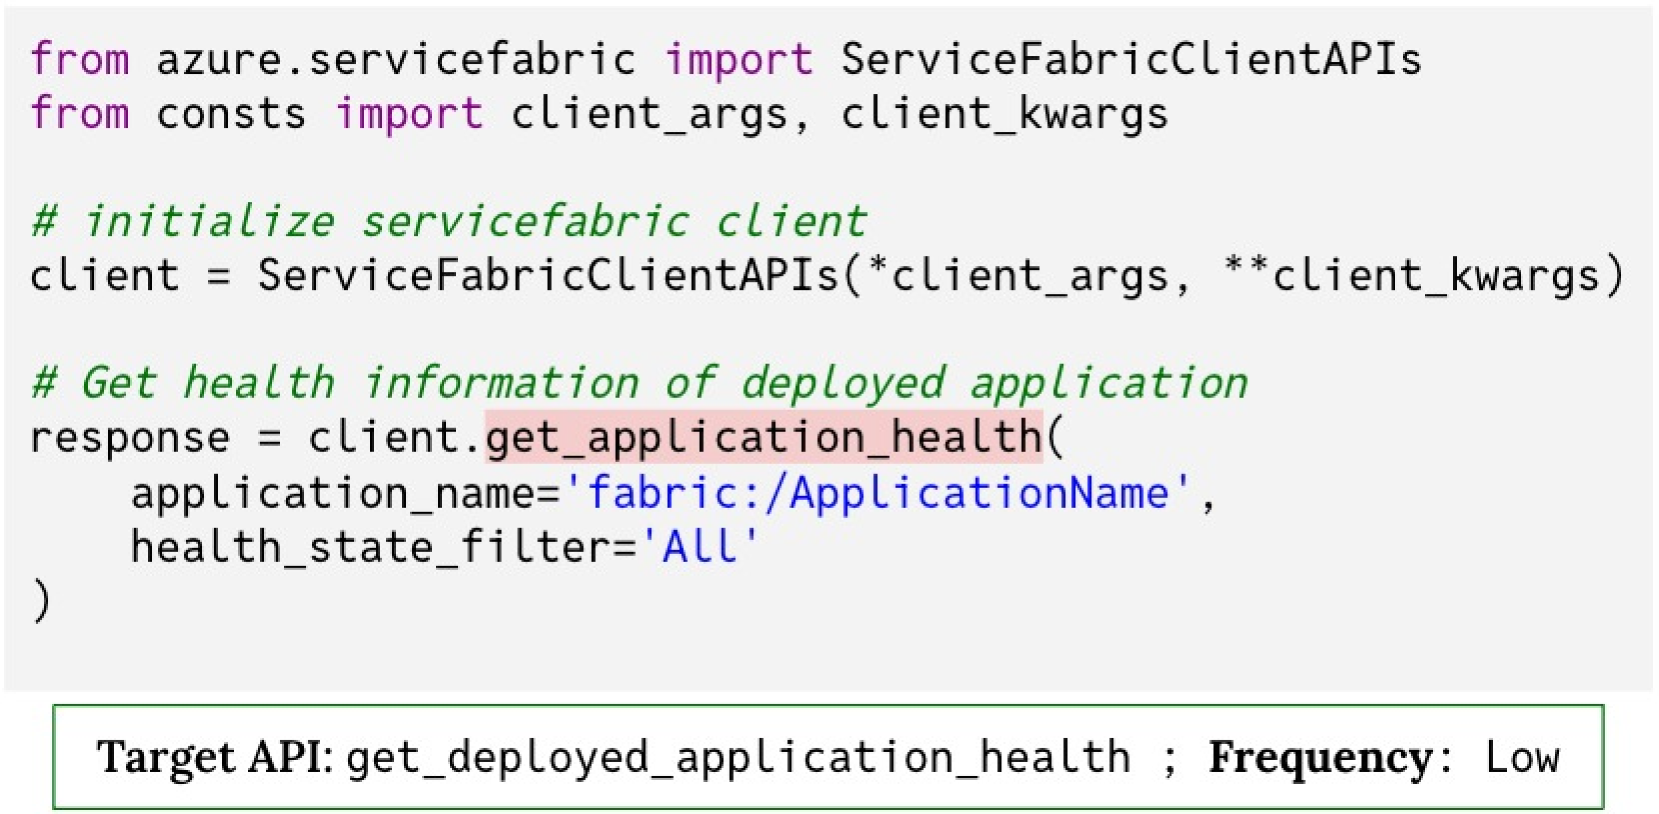 from azure.servicefabric import ServiceFabricClientAPIs
from consts import client_args, client_kwargs
# initialize servicefabric client
client = ServiceFabricClientAPIs(*client_args, **client_kwargs)
# Get health information of deployed application
response = client.get_application_health(
application_name='fabric:/ApplicationName',
health_state_filter='All'
)
Target API: get_deployed_application_health ; Frequency: Low